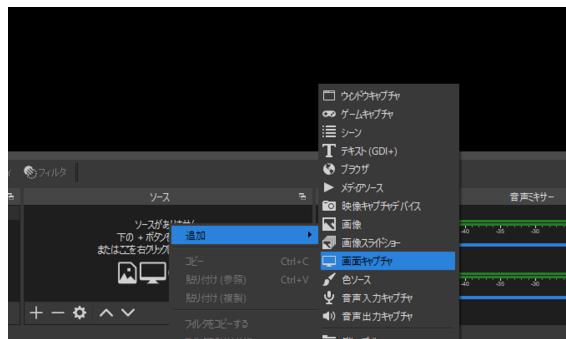 ウィンドウキャプチャ
ゲームキャプチャ
シーン
テキスト (GDI+)
ブラウザ
メディアソース
映像キャプチャデバイス
画像
画像スライドショー
画面キャプチャ
色ソース
音声入力キャプチャ
音声出力キャプチャ
フィルタ
ソース
音声ミキサー
ソースがありません
下の + ボタンを
または
追加
コピー Ctrl+C
貼り付け (参照) Ctrl+V
貼り付け (複製)
フィルタをコピーする
-40 -35 -30
-40 -35 -30